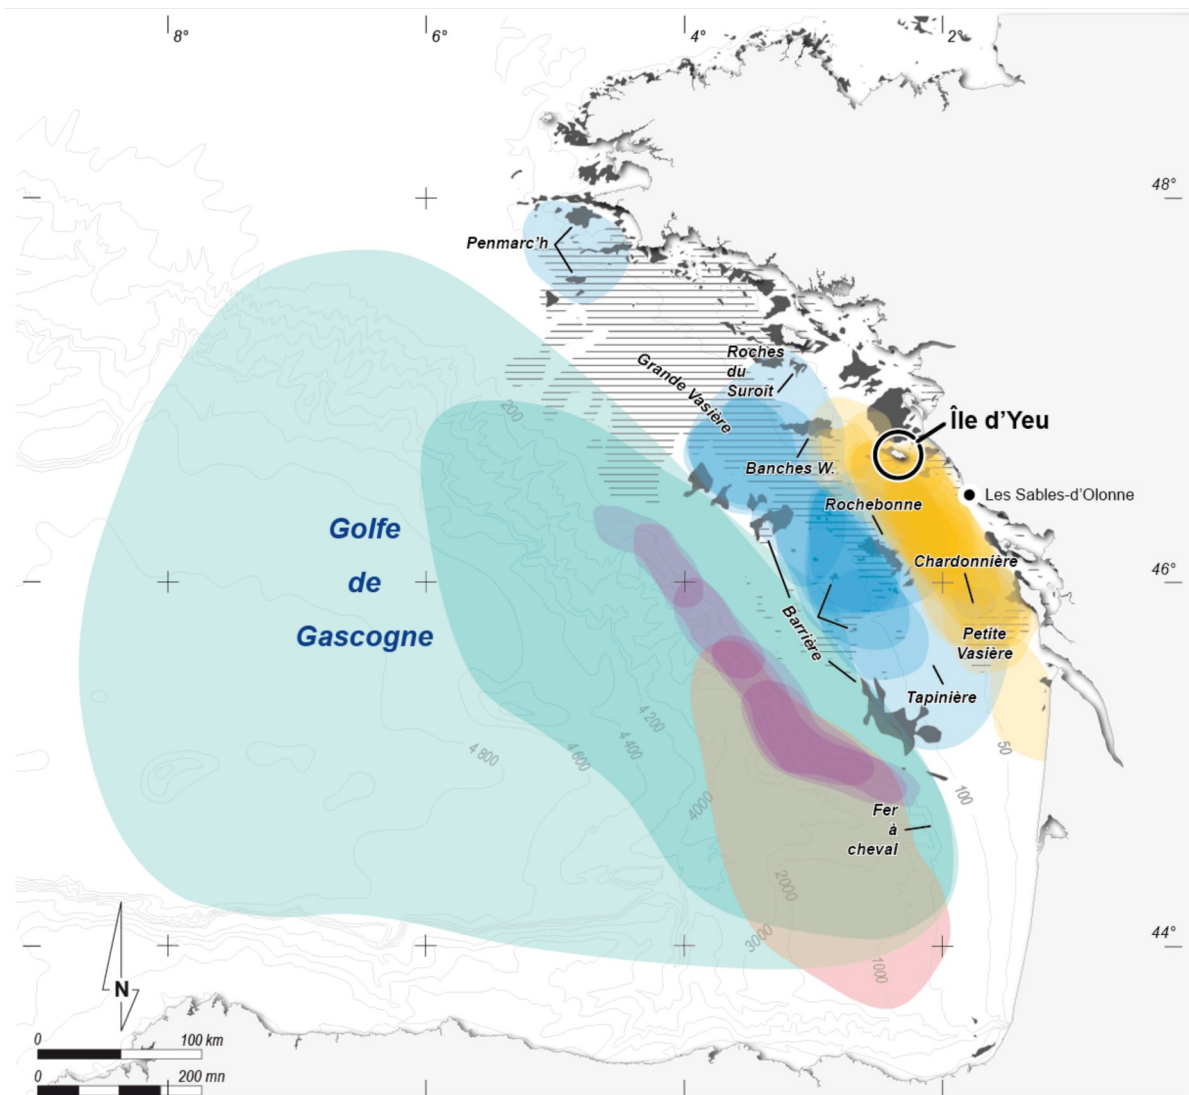 8°
6°
4°
2°
48°
Penmarc'h
Grande Vasière
Roches
du
Suroît
Île d'Yeu
Banches W.
Les Sables-d'Olonne
Rochebonne
200
Golfe
de
Gascogne
Chardonnière
46°
Barrière
Petite
Vasière
Tapinière
4 200
4 400
4 600
4 800
50
100
4000
Fer
à
cheval
2000
3000
1000
44°
N
0 100 km
0 200 mn